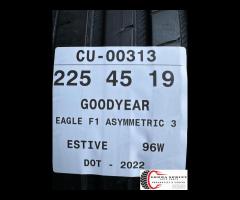 CU-00313
225 45 19
GOODYEAR
EAGLE F1 ASYMMETRIC 3
ESTIVE 96W
DOT - 2022